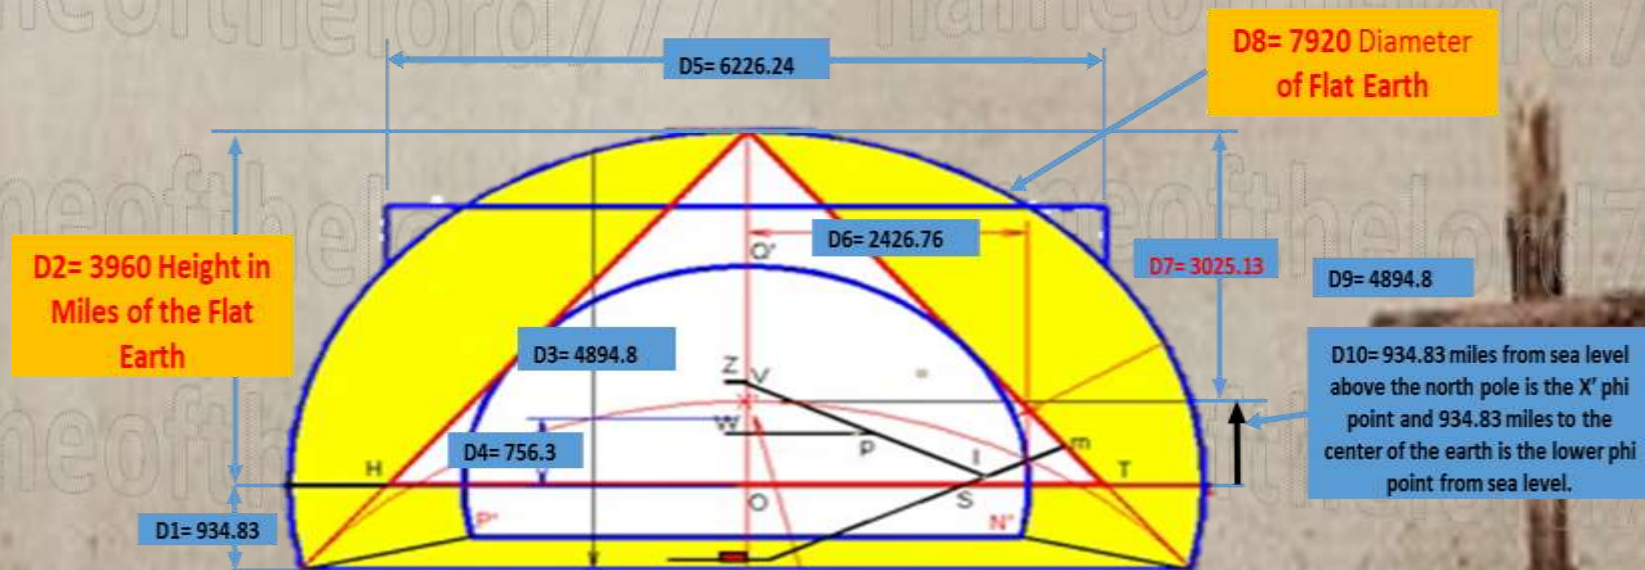 nameofthelord777
nameofthelord777
D5= 6226.24
D8= 7920 Diameter
of Flat Earth
D2= 3960 Height in
Miles of the Flat
Earth
Q'
D6= 2426.76
D7= 3025.13
D9= 4894.8
D3= 4894.8
Z V
X'
W
P
D4= 756.3
D10= 934.83 miles from sea level
above the north pole is the X' phi
point and 934.83 miles to the
center of the earth is the lower phi
point from sea level.
H
I
m
T
O
S
P'
N'
D1= 934.83